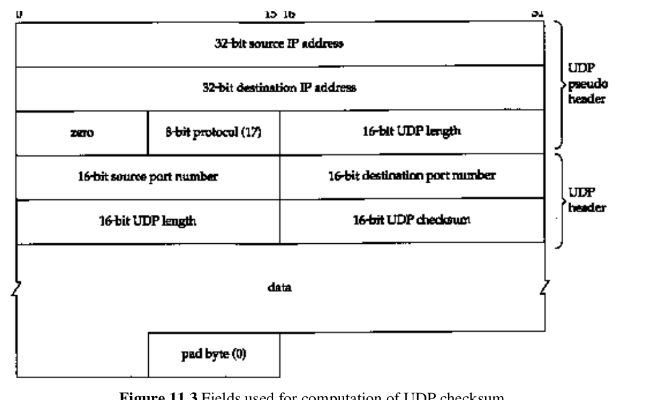 0 15 16 31
32-bit source IP address
32-bit destination IP address
UDP
pseudo
header
zero 8-bit protocol (17) 16-bit UDP length
16-bit source port number 16-bit destination port number
UDP
header
16-bit UDP length 16-bit UDP checksum
data
pad byte (0)
Figure 11.3 Fields used for computation of UDP checksum